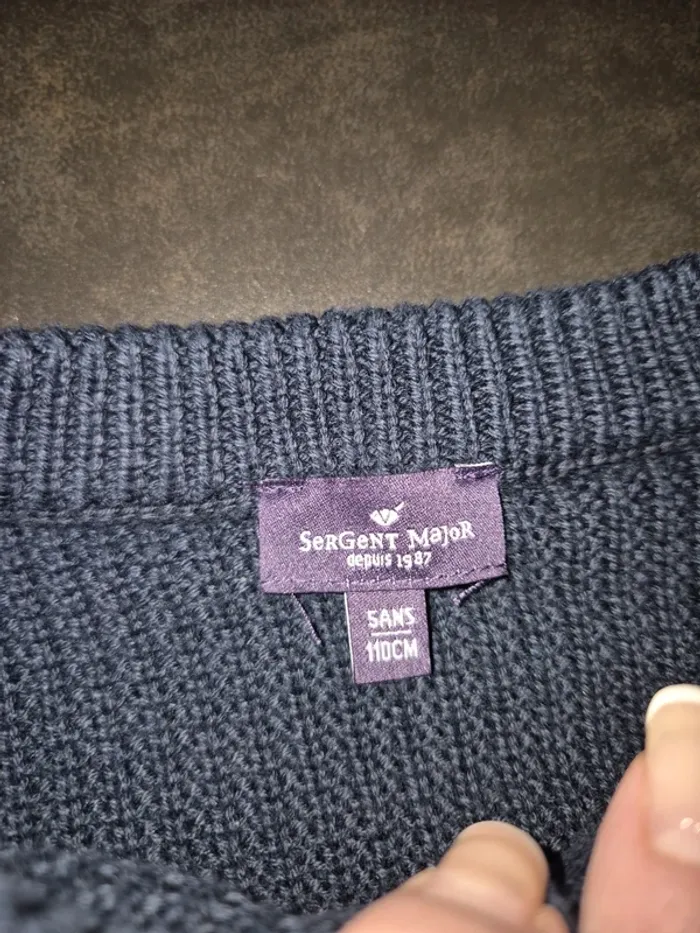 SerGent Major
depuis 1987
5ANS
110CM